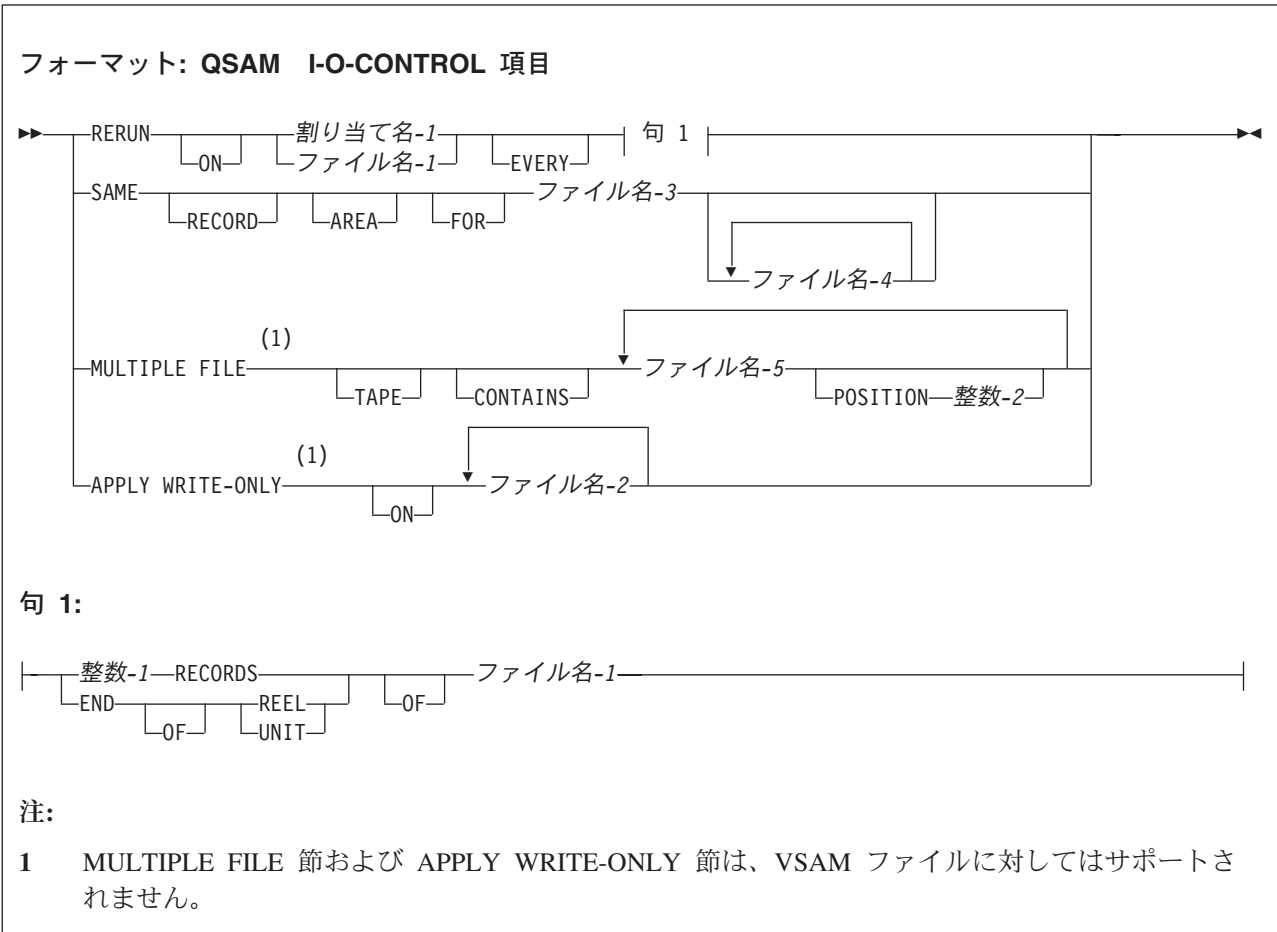 フォーマット: QSAM I-O-CONTROL 項目
RERUN ON 割り当て名-1 ファイル名-1 EVERY 句 1
SAME RECORD AREA FOR ファイル名-3
ファイル名-4
(1)
MULTIPLE FILE TAPE CONTAINS ファイル名-5 POSITION 整数-2
(1)
APPLY WRITE-ONLY ON ファイル名-2
句 1:
整数-1 RECORDS OF ファイル名-1
END OF REEL
UNIT
注:
1 MULTIPLE FILE 節および APPLY WRITE-ONLY 節は、VSAM ファイルに対してはサポートさ
れません。